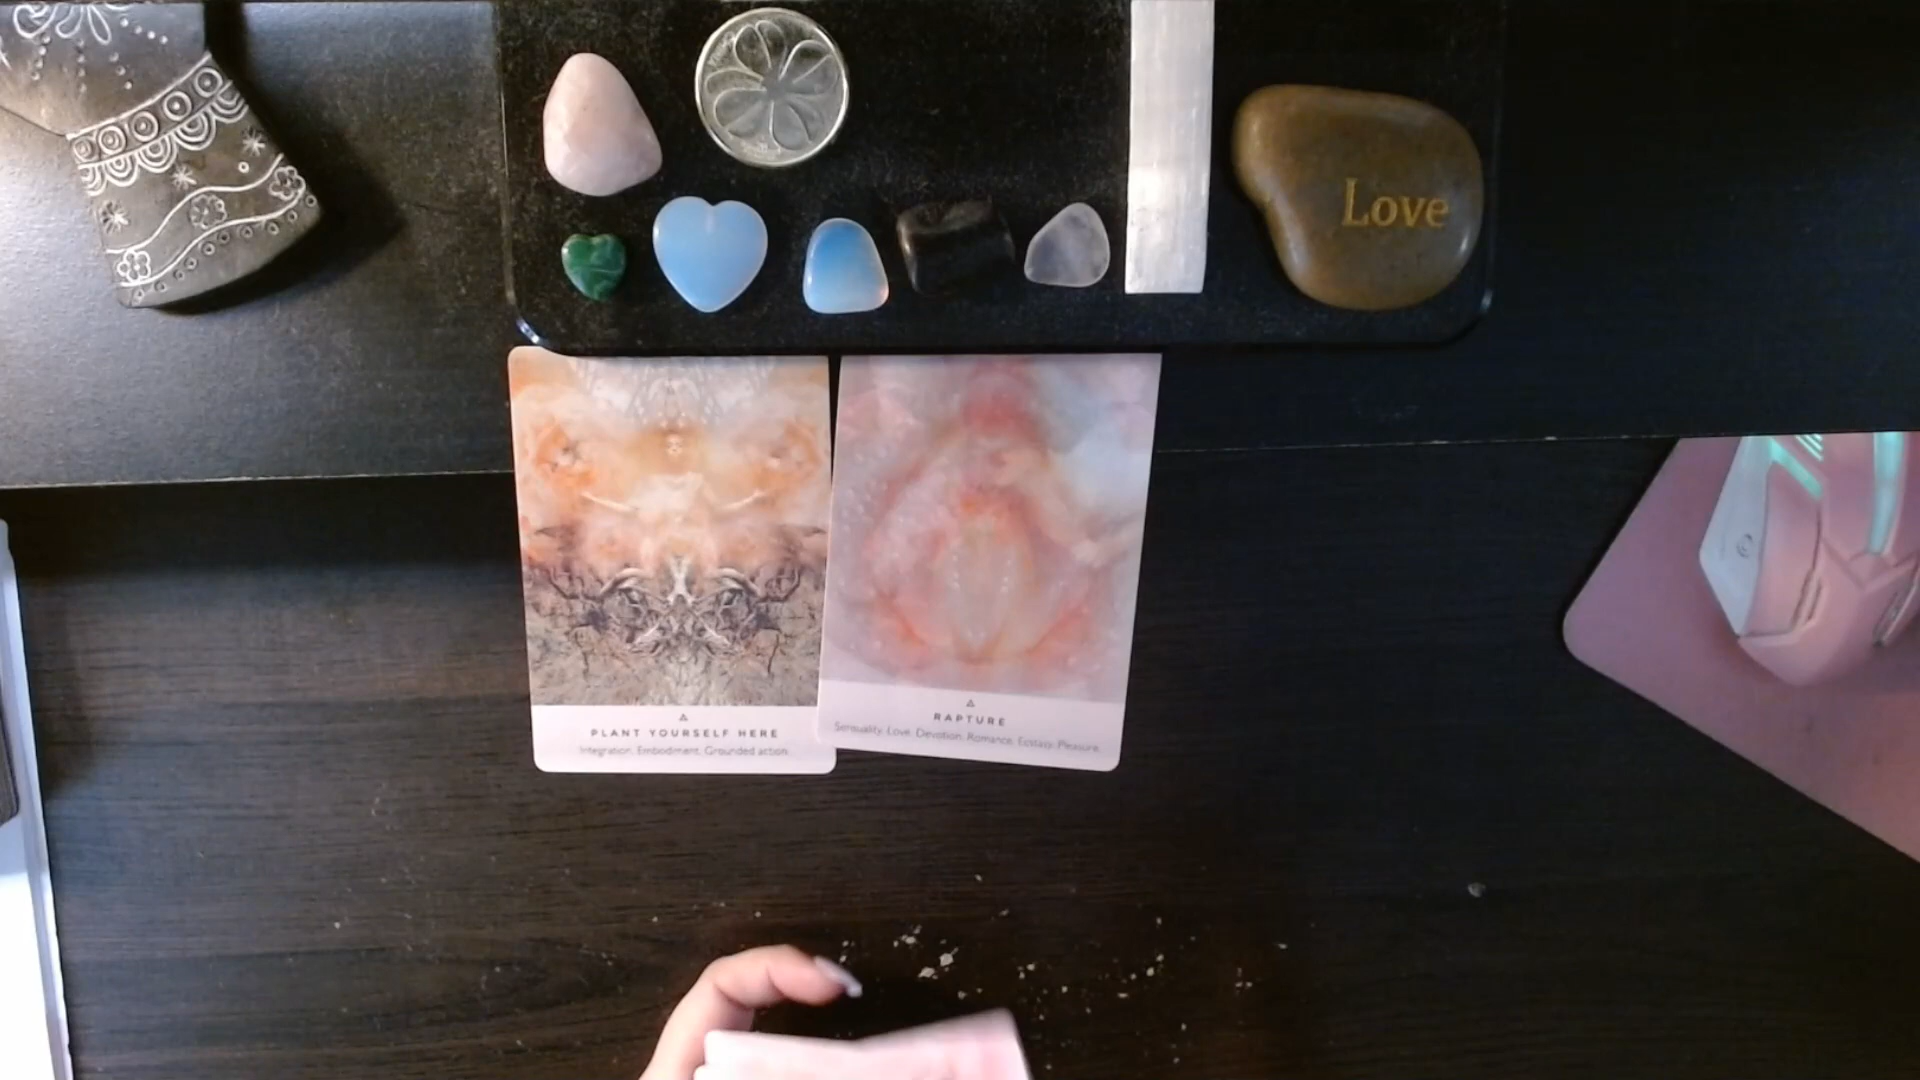 Love
PLANT YOURSELF HERE
Integration. Embodiment. Grounded action.
RAPTURE
Sensuality. Love. Devotion. Romance. Ecstasy. Pleasure.